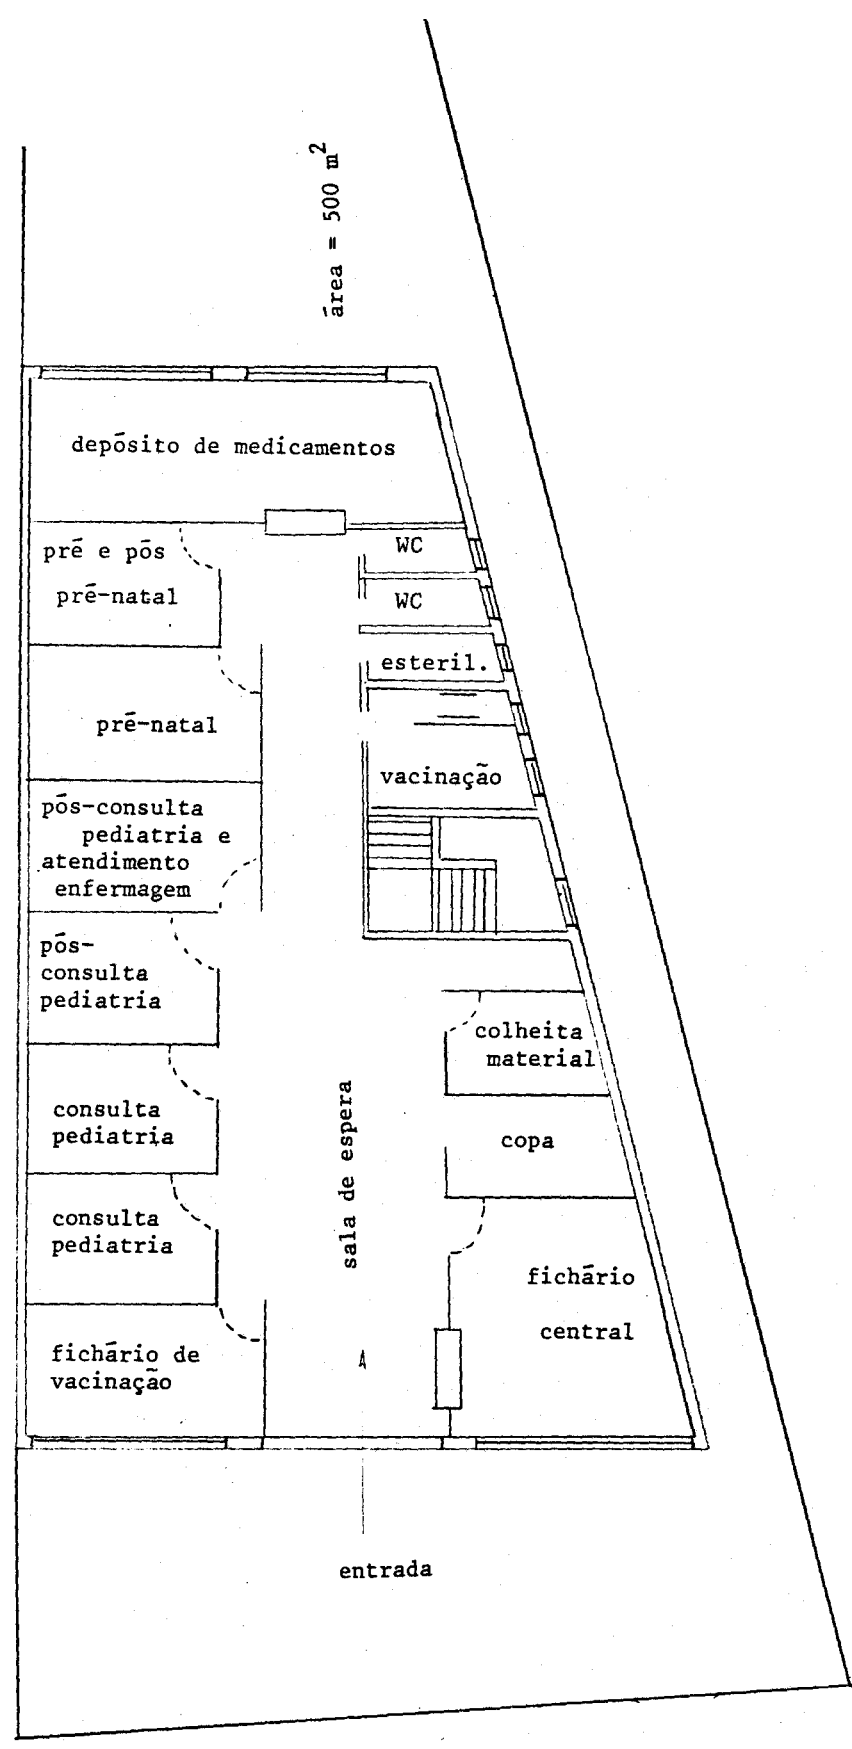 área = 500 m²
depósito de medicamentos
pré e pós
pré-natal
WC
WC
esteril.
pré-natal
vacinação
pós-consulta
pediatria e
atendimento
enfermagem
pós-
consulta
pediatria
colheita
material
consulta
pediatria
copa
sala de espera
consulta
pediatria
fichário
central
fichário de
vacinação
entrada